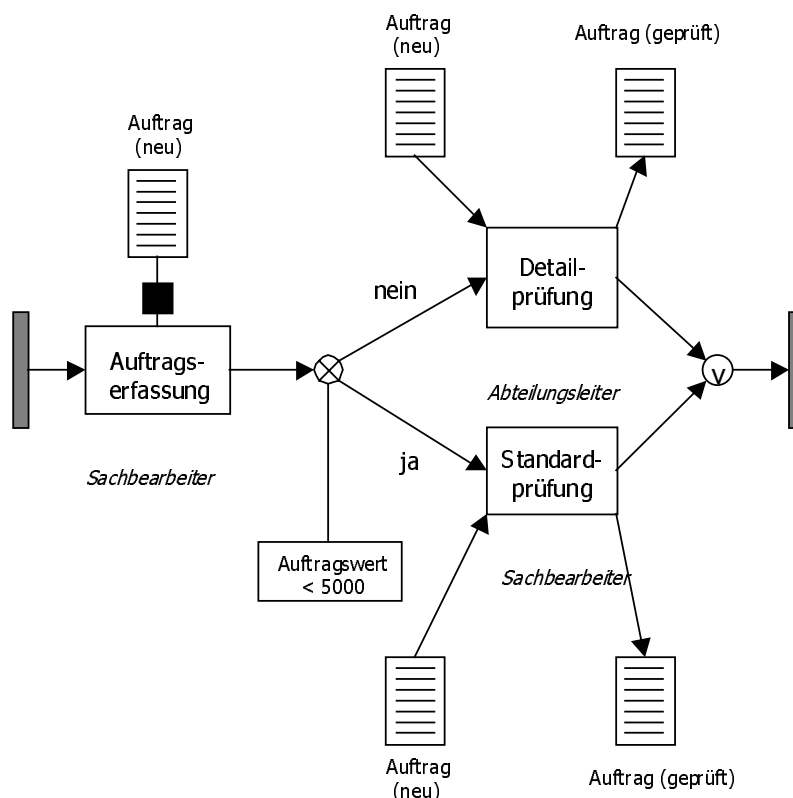 Auftrag
(neu)
Auftrag (geprüft)
Auftrag
(neu)
Detail-
prüfung
nein
Auftrags-
erfassung
v
Abteilungsleiter
Sachbearbeiter
ja
Standard-
prüfung
Auftragswert
< 5000
Sachbearbeiter
Auftrag
(neu)
Auftrag (geprüft)